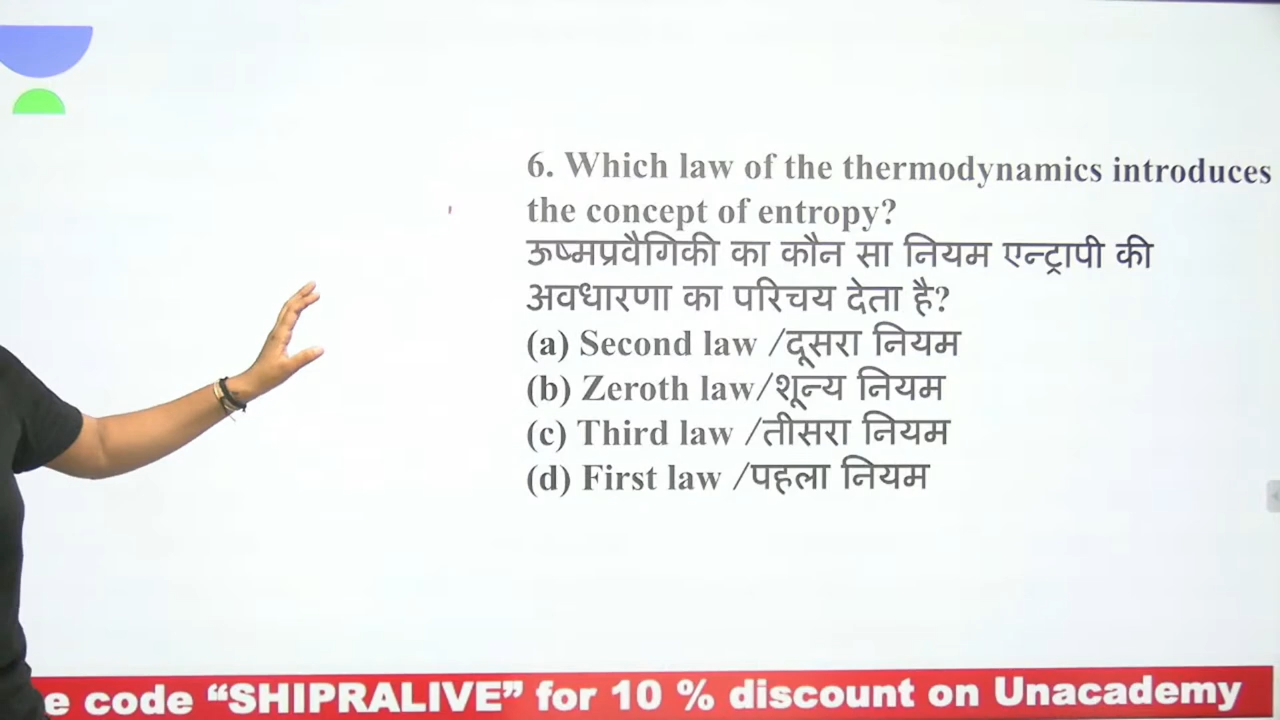 6. Which law of the thermodynamics introduces
the concept of entropy?
ऊष्मप्रवैगिकी का कौन सा नियम एन्ट्रापी की
अवधारणा का परिचय देता है?
(a) Second law /दूसरा नियम
(b) Zeroth law/शून्य नियम
(c) Third law /तीसरा नियम
(d) First law /पहला नियम
e code “SHIPRALIVE” for 10 % discount on Unacademy